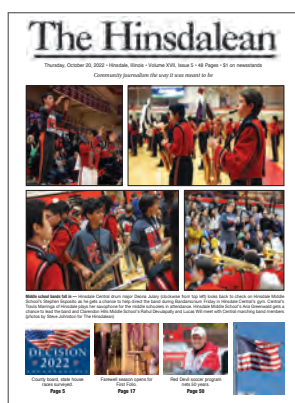 The Hinsdalean
Thursday, October 20, 2022 • Hinsdale, Illinois • Volume XVII, Issue 5 • 48 Pages • $1 on newsstands
Community journalism the way it was meant to be
Middle school bands fall in — Hinsdale Central drum major Devins Juley (clockwise from top left) looks back to check on Hinsdale Middle
School's Stephen Esposito as he gets a chance to help direct the band during Bandamonium Friday in Hinsdale Central's gym. Central's
Travis Marringa of Hinsdale plays her saxophone for the middle schoolers in attendance. Hinsdale Middle School's Aria Greenwald gets a
chance to lead the band and Clarendon Hills Middle School's Rahul Devulapally and Lucas Will meet with Central marching band members
(photos by Steve Johnston for The Hinsdalean)
DECISION
2022
County board, state house
races surveyed.
Page 5
Farewell season opens for
First Folio.
Page 17
Red Devil soccer program
nets 50 years.
Page 58